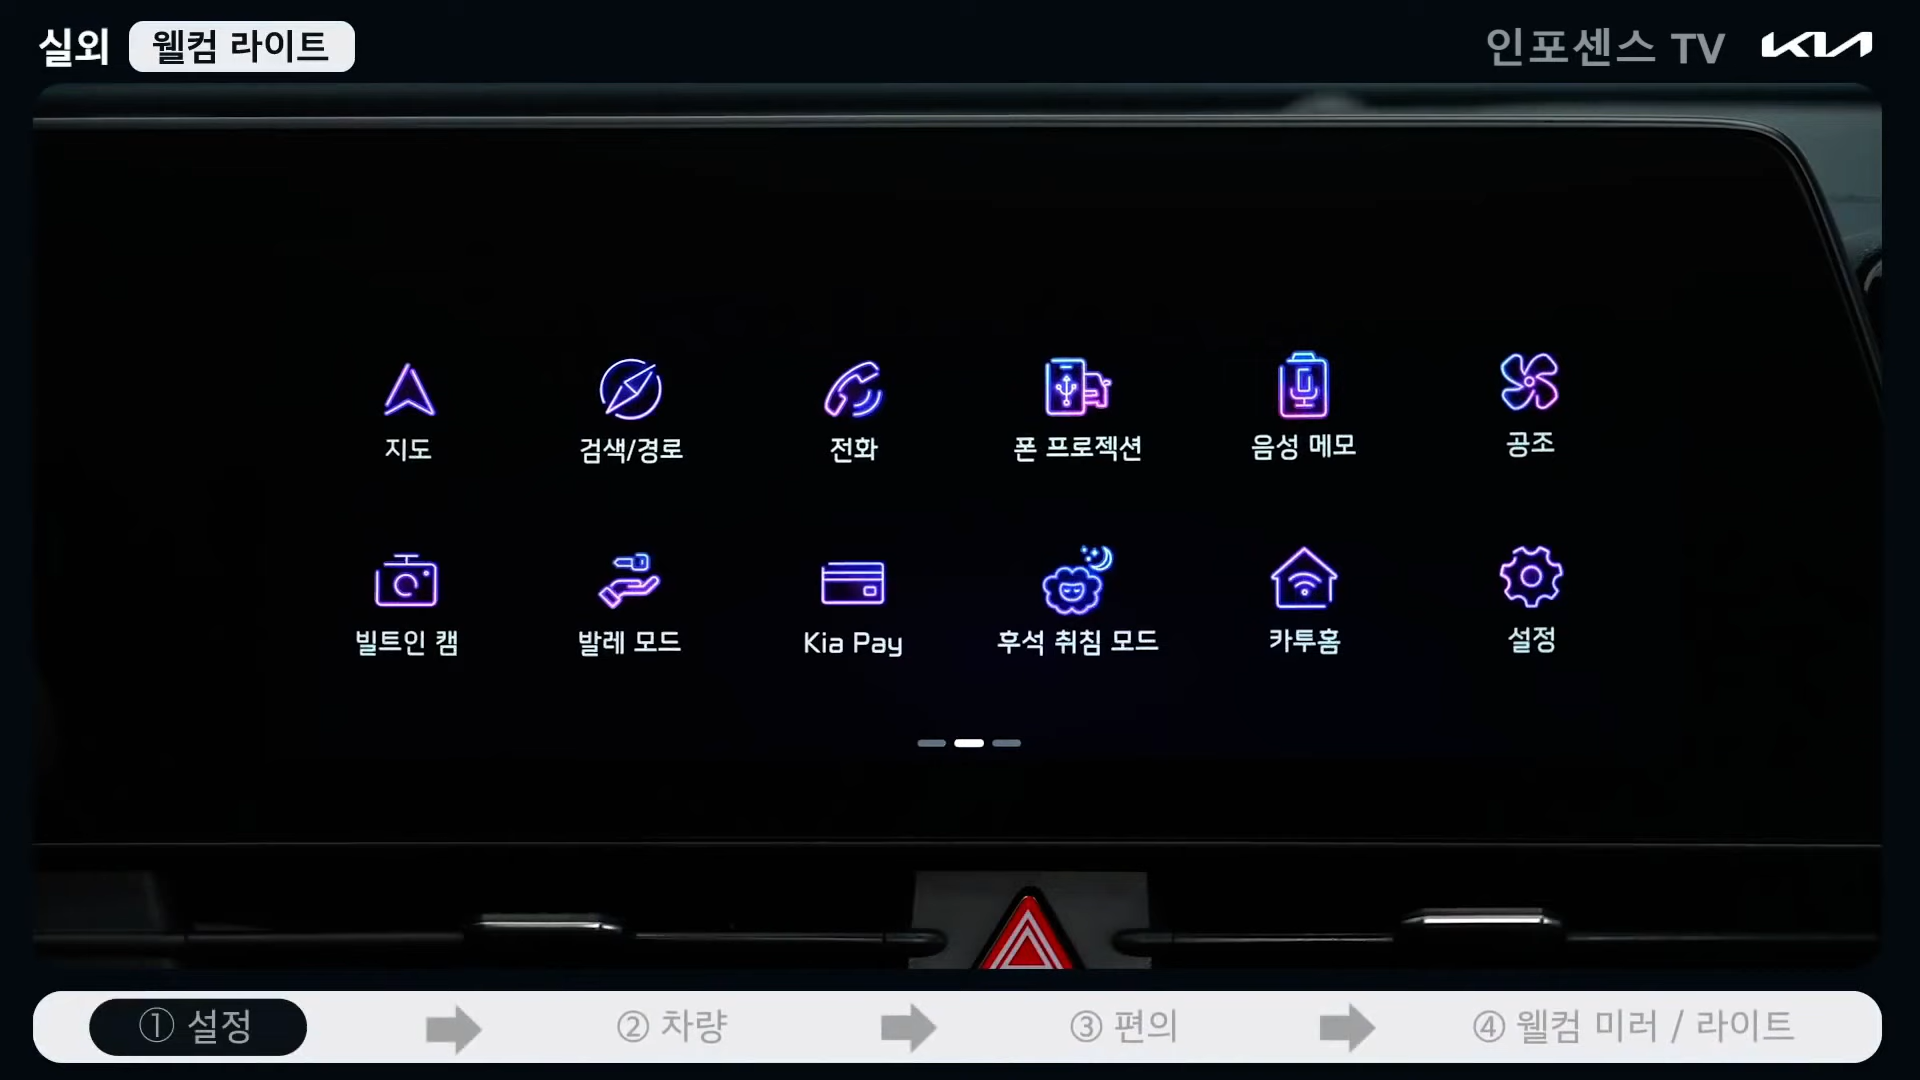 실외 웰컴 라이트
인포센스 TV KIA
지도 검색/경로 전화 폰 프로젝션 음성 메모 공조
빌트인 캠 발레 모드 Kia Pay 후석 취침 모드 카투홈 설정
① 설정 ② 차량 ③ 편의 ④ 웰컴 미러 / 라이트